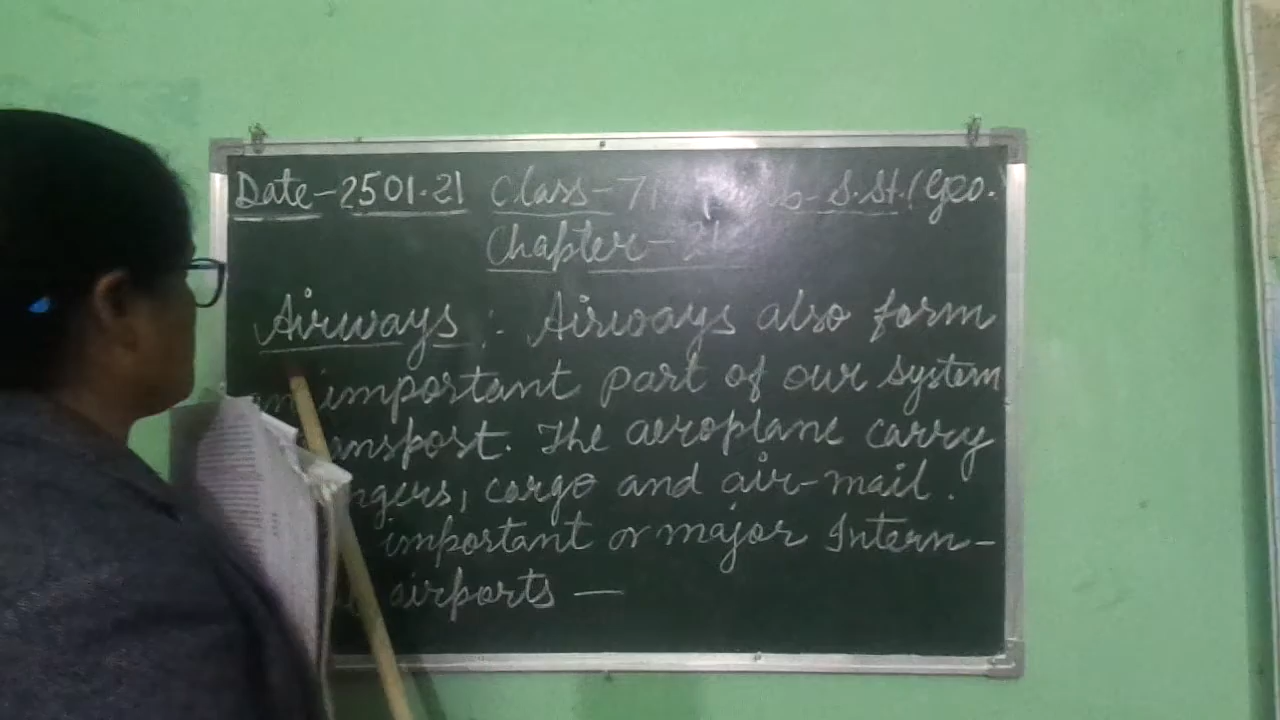 Date-2501.21 Class- S.St. (Geo.
Chapter-21
Airways :- Airways also form
important part of our system
ansport. The aeroplane carry
ngers, cargo and air-mail.
important or major Intern-
airports —